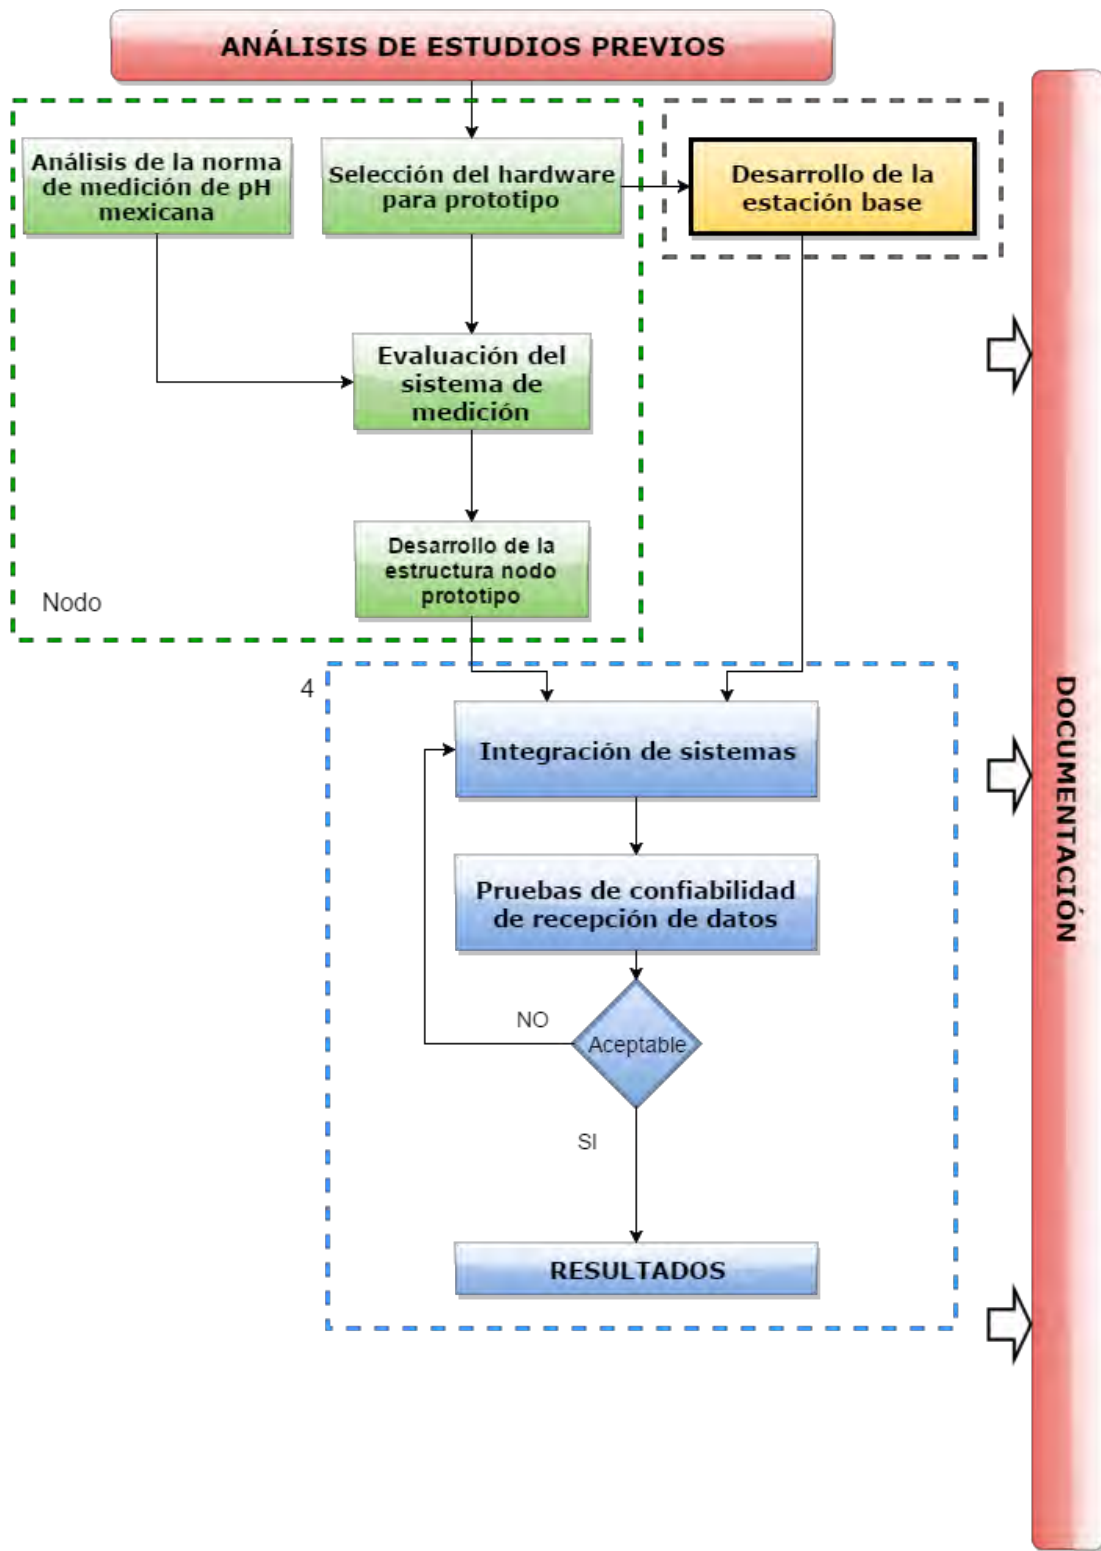 ANÁLISIS DE ESTUDIOS PREVIOS
Análisis de la norma
de medición de pH
mexicana
Selección del hardware
para prototipo
Desarrollo de la
estación base
Evaluación del
sistema de
medición
Desarrollo de la
estructura nodo
prototipo
Nodo
4
Integración de sistemas
Pruebas de confiabilidad
de recepción de datos
NO
Aceptable
SI
RESULTADOS
DOCUMENTACIÓN